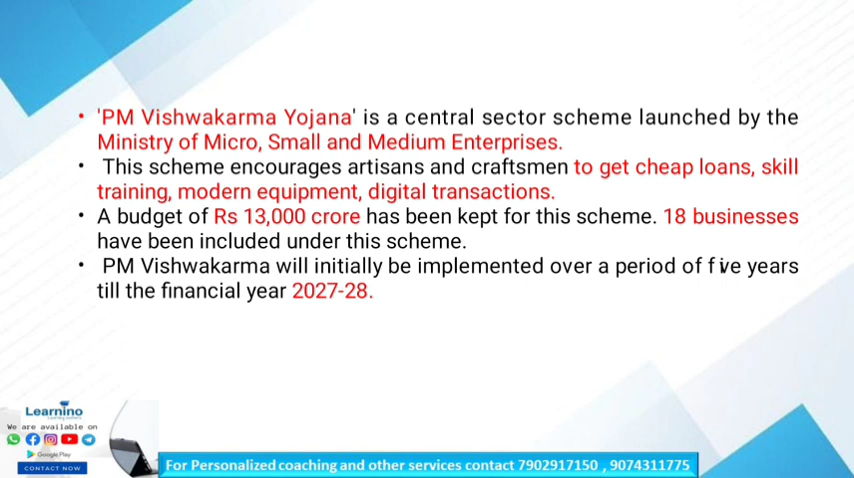 • 'PM Vishwakarma Yojana' is a central sector scheme launched by the
Ministry of Micro, Small and Medium Enterprises.
• This scheme encourages artisans and craftsmen to get cheap loans, skill
training, modern equipment, digital transactions.
• A budget of Rs 13,000 crore has been kept for this scheme. 18 businesses
have been included under this scheme.
• PM Vishwakarma will initially be implemented over a period of five years
till the financial year 2027-28.
Learnino
We are available on
Google Play
CONTACT NOW
For Personalized coaching and other services contact 7902917150 , 9074311775